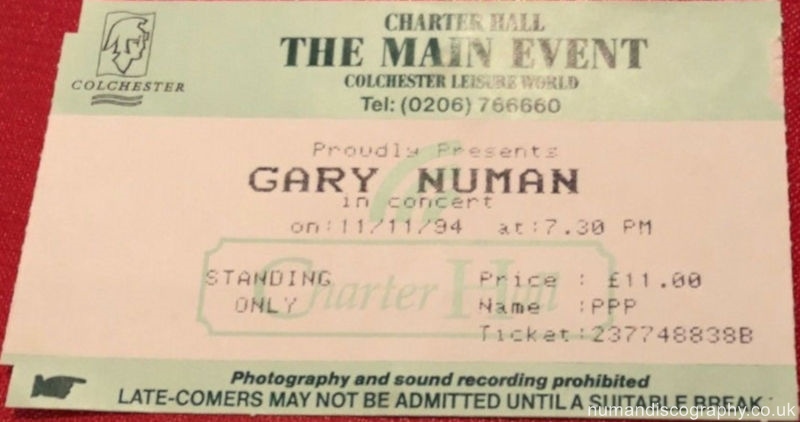 COLCHESTER
CHARTER HALL
THE MAIN EVENT
COLCHESTER LEISURE WORLD
Tel: (0206) 766660
Proudly Presents
GARY NUMAN
in concert
on:11/11/94 at:7.30 PM
Charter Hall
STANDING Price : £11.00
ONLY Name :PPP
Ticket:237748838B
Photography and sound recording prohibited
LATE-COMERS MAY NOT BE ADMITTED UNTIL A SUITABLE BREAK
numandiscography.co.uk